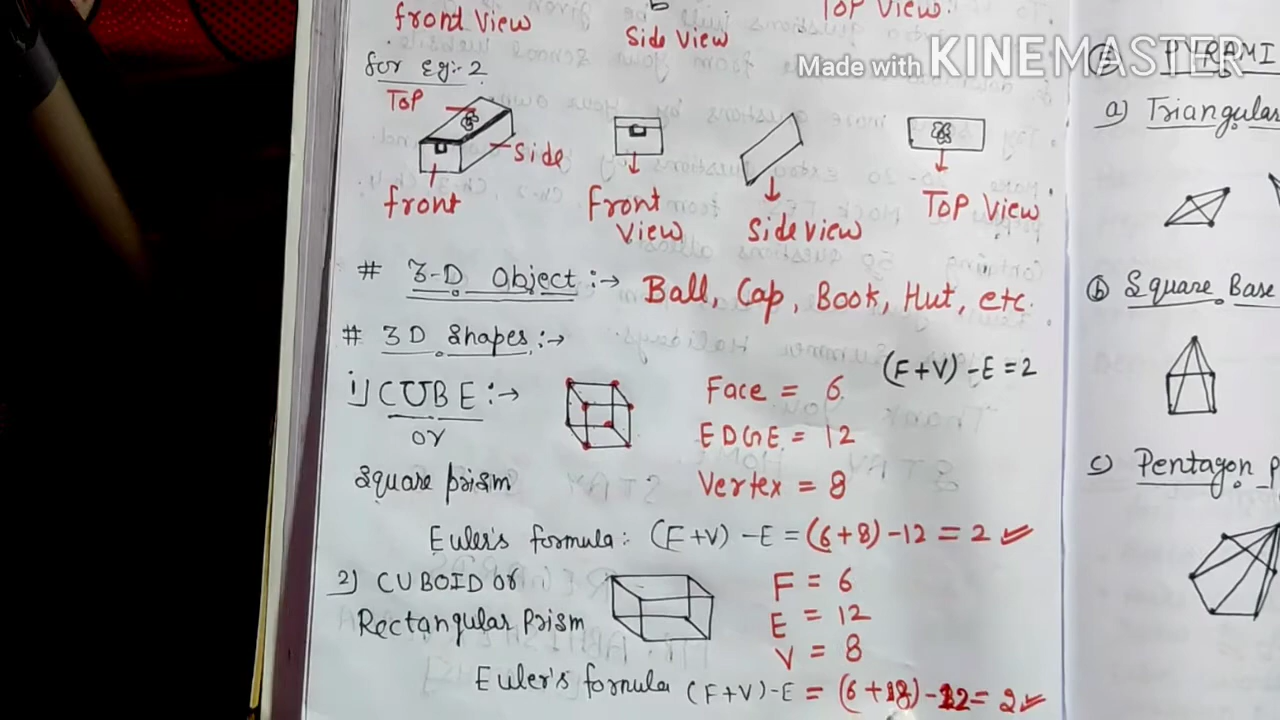 front View
Side View
Top View
for Eg:- 2
TOP
Side
front
Front View
Side view
TOP View
# 3-D Object :→ Ball, Cap, Book, Hut, etc.
# 3D Shapes :→
(F+V) - E = 2
1) CUBE :→
or
Square prism
Face = 6
EDGE = 12
Vertex = 8
Euler's formula: (F+V) - E = (6+8) - 12 = 2 ✓
2) CUBOID or
Rectangular Prism
F = 6
E = 12
V = 8
Euler's formula (F+V) - E = (6+8) - 12 = 2 ✓
Made with KINEMASTER
PYRAMI
a) Triangular
b) Square Base
c) Pentagon P